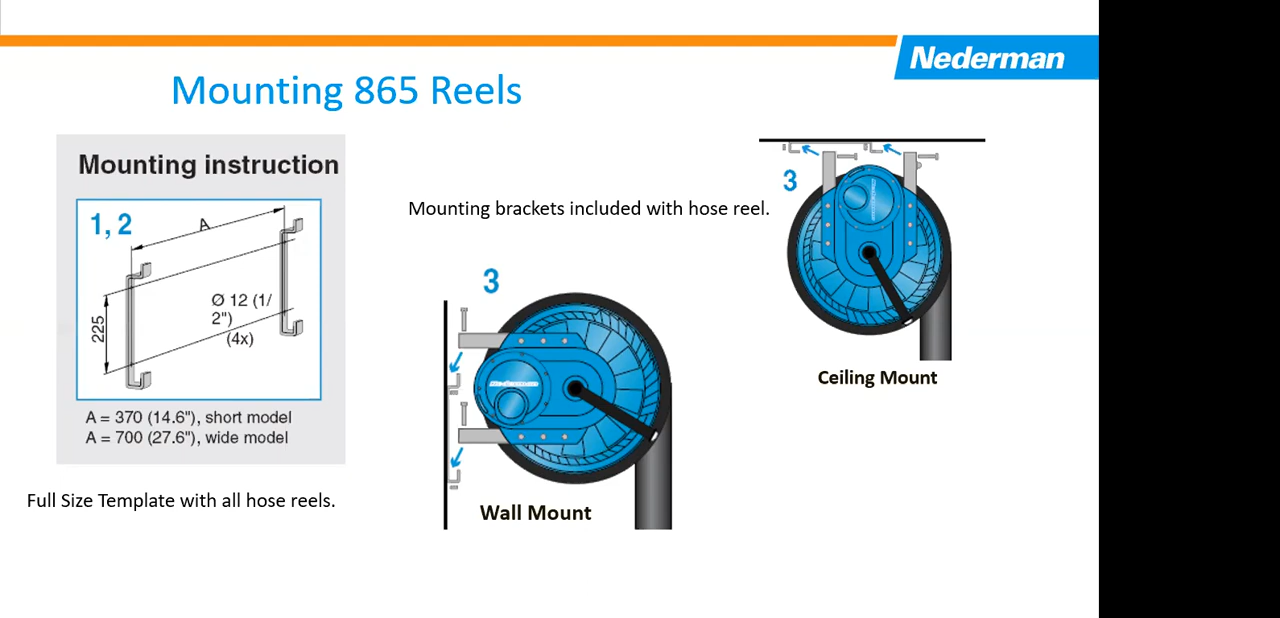 Nederman
Mounting 865 Reels
Mounting instruction
1, 2
A
225
Ø 12 (1/
2")
(4x)
A = 370 (14.6"), short model
A = 700 (27.6"), wide model
Full Size Template with all hose reels.
Mounting brackets included with hose reel.
3
Wall Mount
3
Ceiling Mount